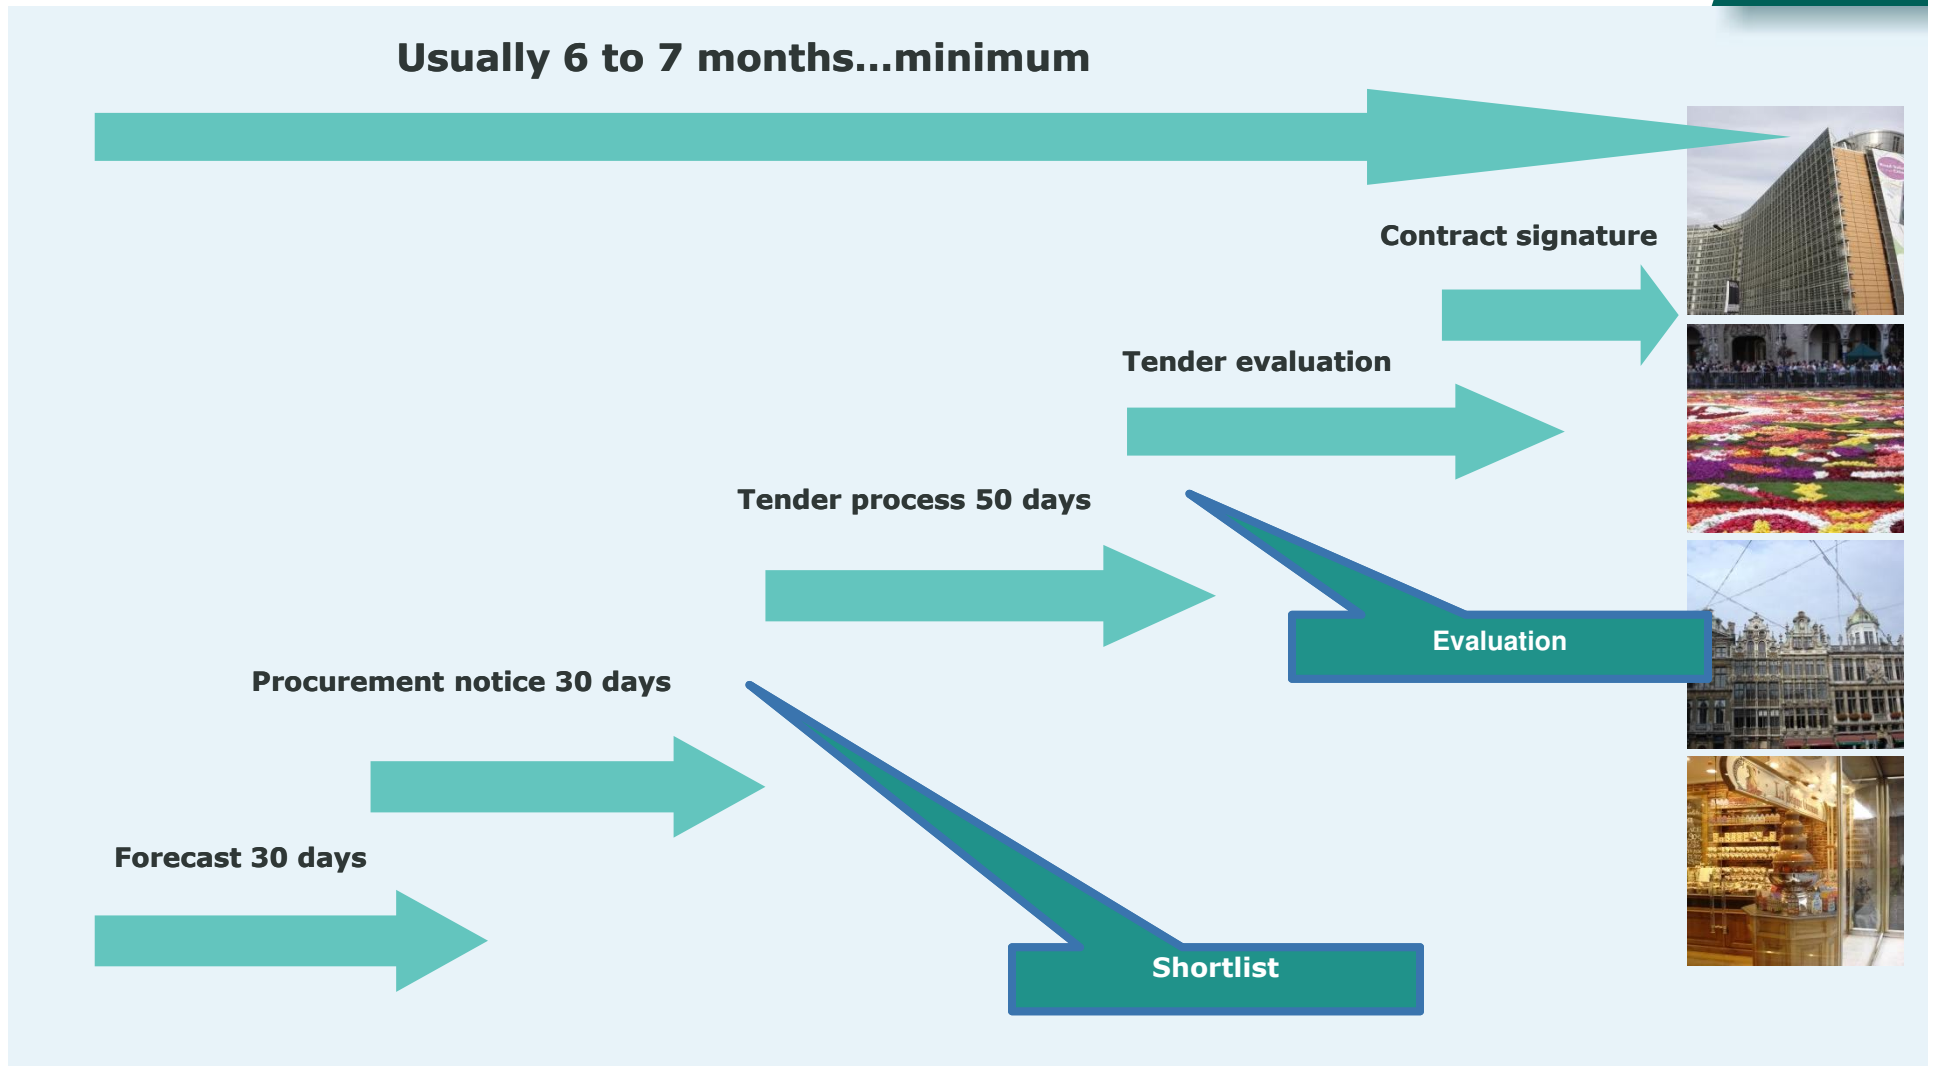 Usually 6 to 7 months...minimum
Contract signature
Tender evaluation
Tender process 50 days
Evaluation
Procurement notice 30 days
Forecast 30 days
Shortlist